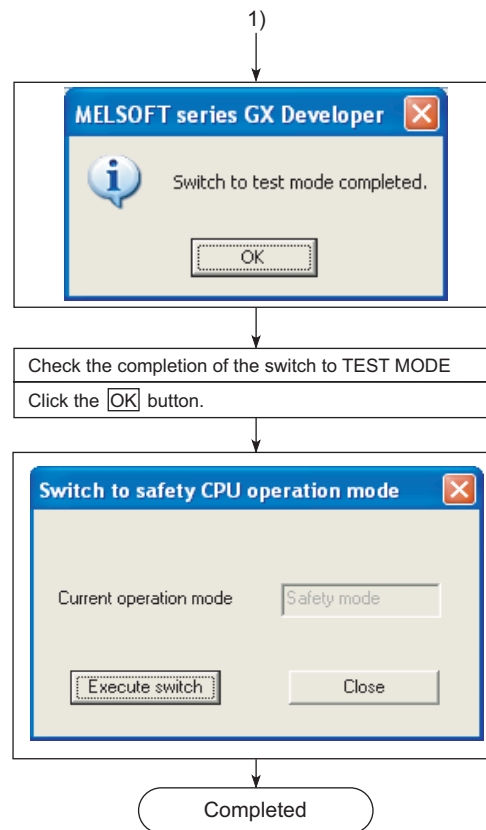 1)
MELSOFT series GX Developer
Switch to test mode completed.
OK
Check the completion of the switch to TEST MODE
Click the OK button.
Switch to safety CPU operation mode
Current operation mode Safety mode
Execute switch Close
Completed